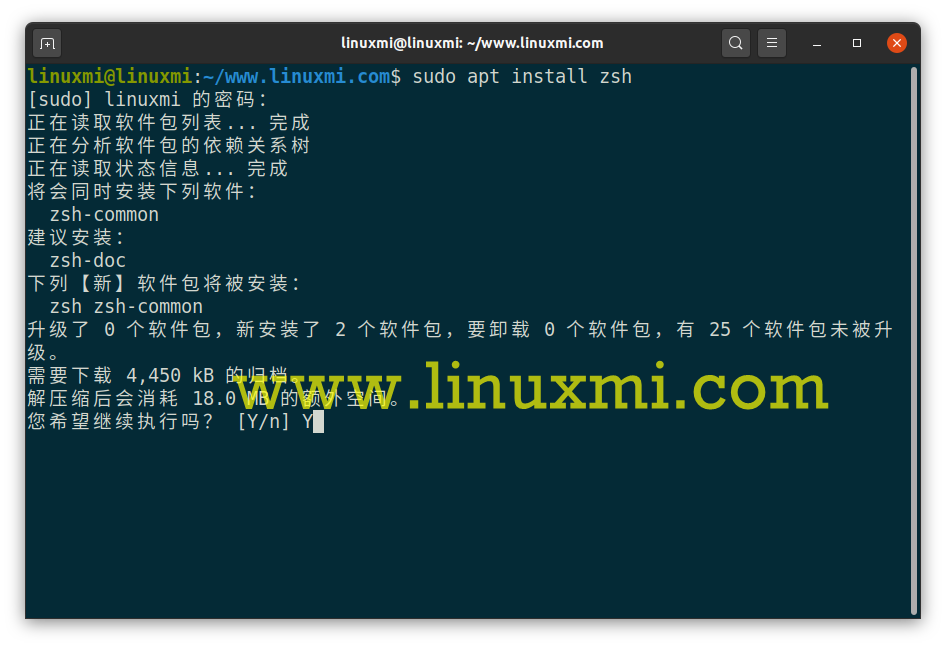 linuxmi@linuxmi: ~/www.linuxmi.com
linuxmi@linuxmi:~/www.linuxmi.com$ sudo apt install zsh
[sudo] linuxmi 的密码：
正在读取软件包列表... 完成
正在分析软件包的依赖关系树
正在读取状态信息... 完成
将会同时安装下列软件：
  zsh-common
建议安装：
  zsh-doc
下列【新】软件包将被安装：
  zsh zsh-common
升级了 0 个软件包，新安装了 2 个软件包，要卸载 0 个软件包，有 25 个软件包未被升
级。
需要下载 4,450 kB 的归档。
解压缩后会消耗 18.0 MB 的额外空间。
您希望继续执行吗？ [Y/n] Y
www.linuxmi.com